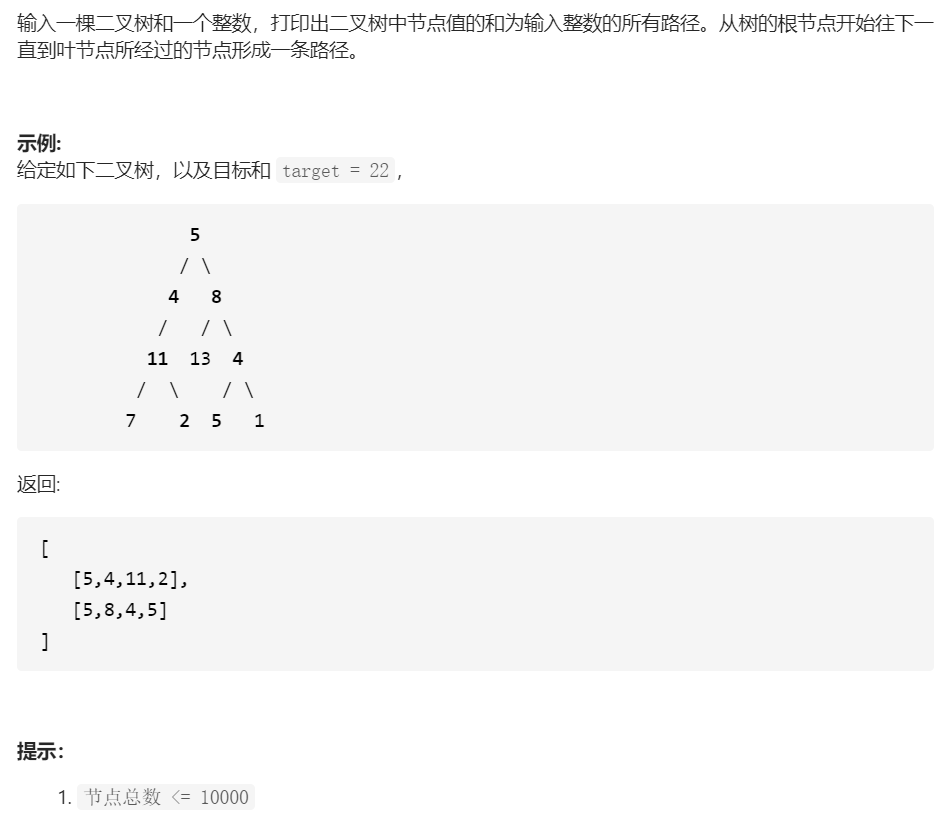 输入一棵二叉树和一个整数，打印出二叉树中节点值的和为输入整数的所有路径。从树的根节点开始往下一
直到叶节点所经过的节点形成一条路径。
示例:
给定如下二叉树，以及目标和 target = 22 ，
5
/ \
4 8
/ / \
11 13 4
/ \ / \
7 2 5 1
返回:
[
[5,4,11,2],
[5,8,4,5]
]
提示：
1. 节点总数 <= 10000